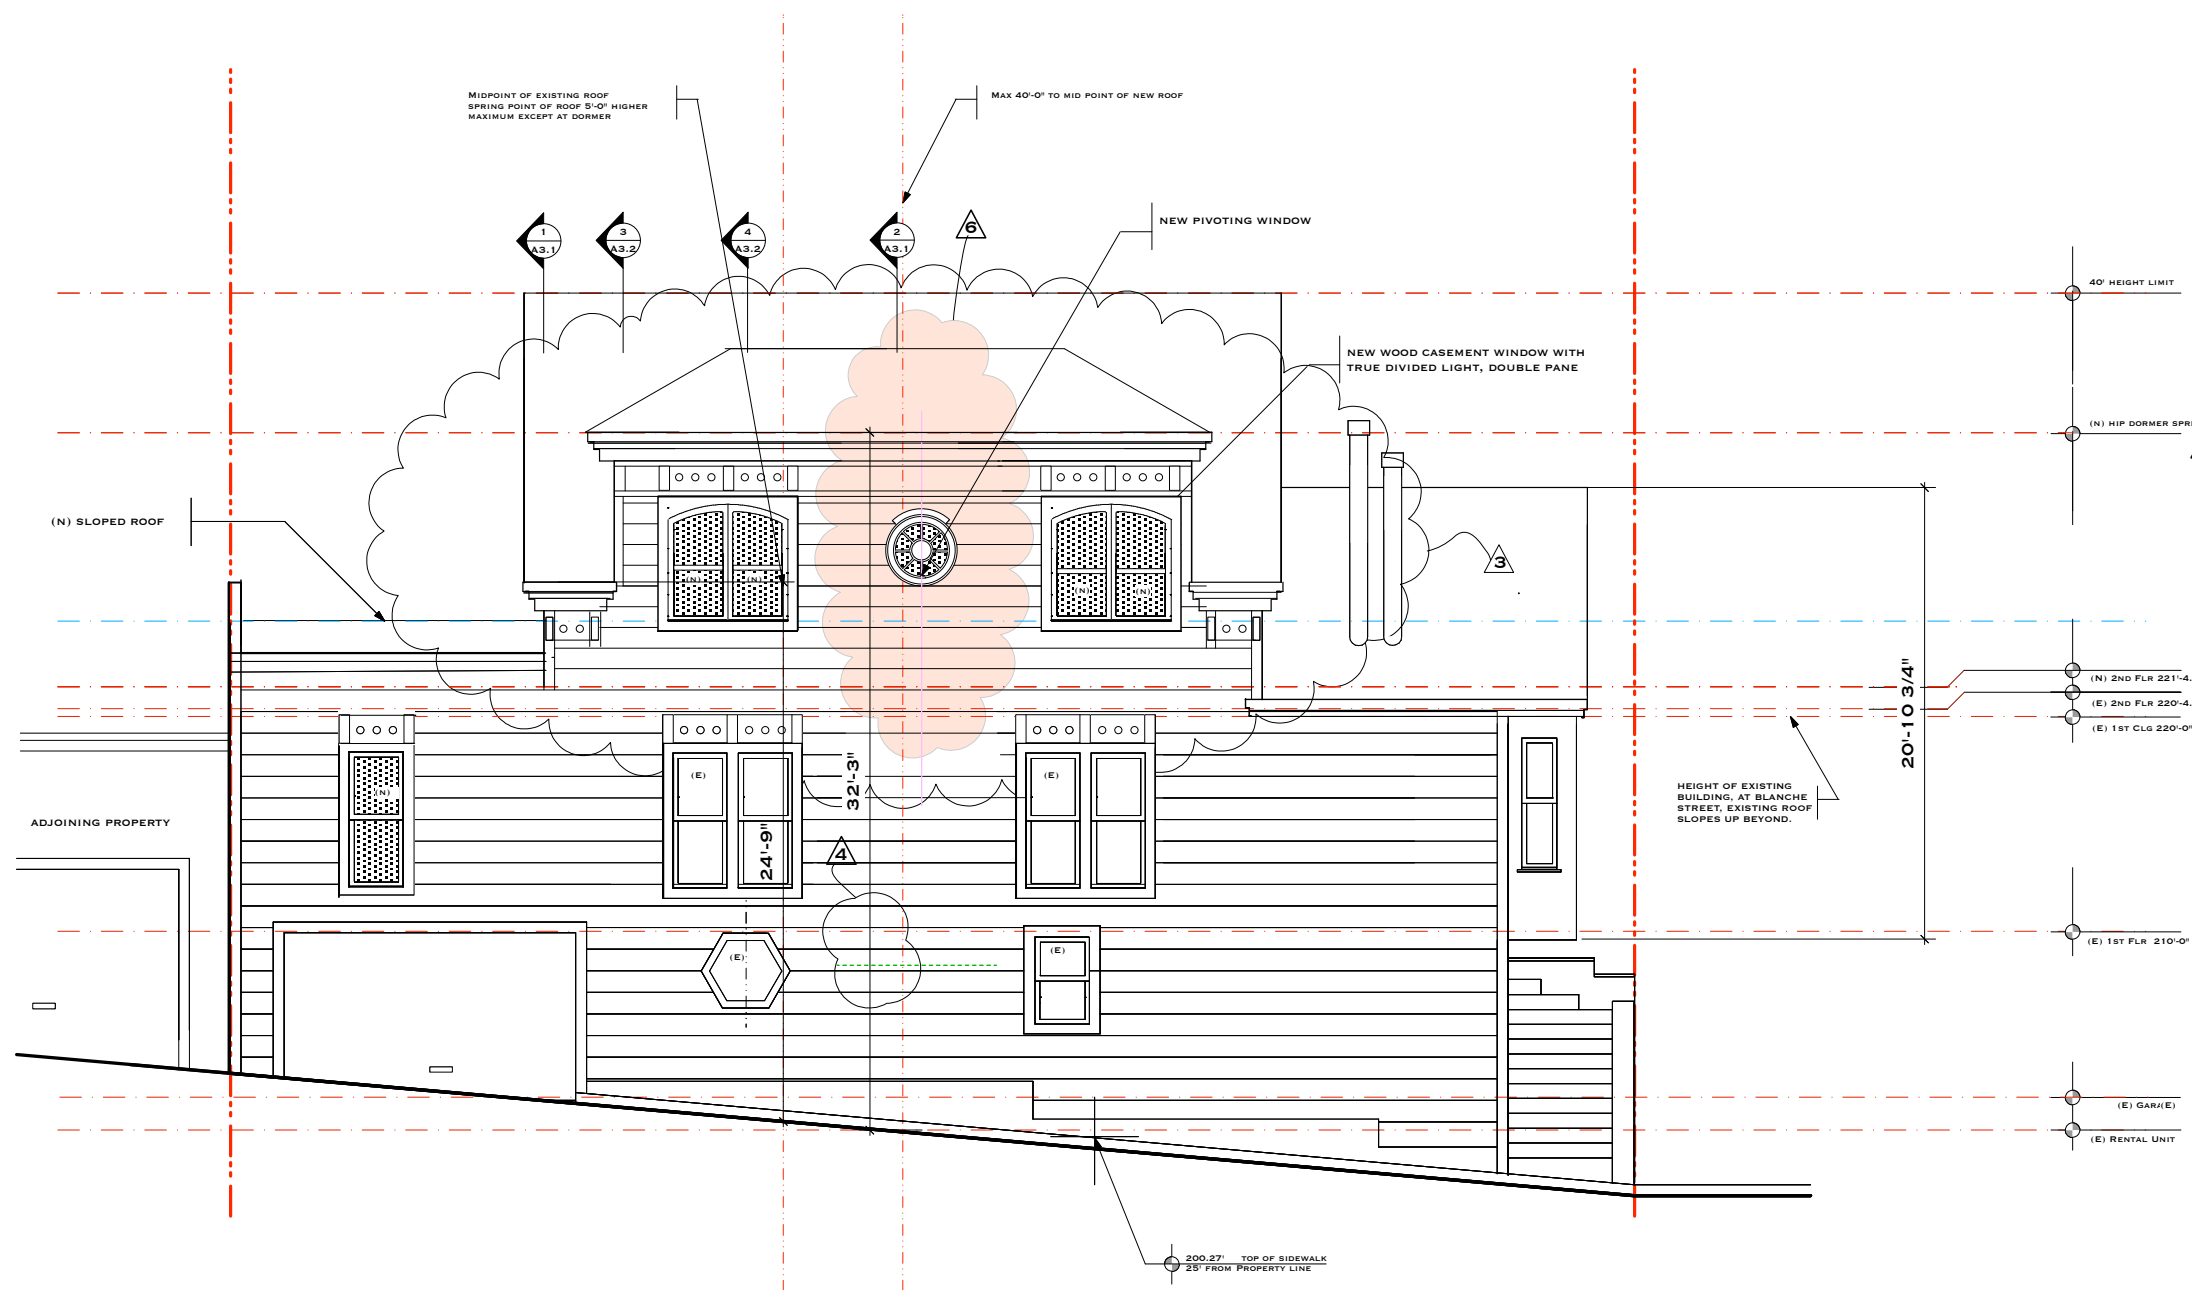 MIDPOINT OF EXISTING ROOF
SPRING POINT OF ROOF 5'-0" HIGHER
MAXIMUM EXCEPT AT DORMER
MAX 40'-0" TO MID POINT OF NEW ROOF
1
A3.1
3
A3.2
4
A3.2
2
A3.1
6
NEW PIVOTING WINDOW
40' HEIGHT LIMIT
NEW WOOD CASEMENT WINDOW WITH
TRUE DIVIDED LIGHT, DOUBLE PANE
(N) HIP DORMER SPRI
(N) SLOPED ROOF
3
(N)
(N)
(N)
(N)
(N) 2ND FLR 221'-4.
(E) 2ND FLR 220'-4.
(E) 1ST CLG 220'-0"
20'-10 3/4"
32'-3"
24'-9"
(E)
(E)
(N)
HEIGHT OF EXISTING
BUILDING, AT BLANCHE
STREET, EXISTING ROOF
SLOPES UP BEYOND.
ADJOINING PROPERTY
4
(E)
(E)
(E) 1ST FLR 210'-0"
(E) GARA(E)
(E) RENTAL UNIT
200.27' TOP OF SIDEWALK
25' FROM PROPERTY LINE